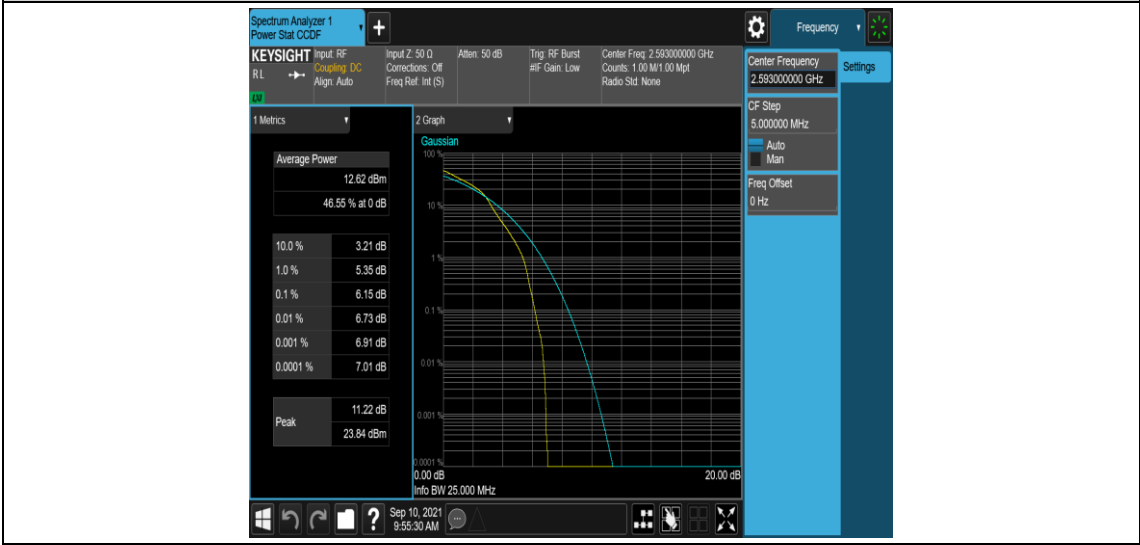 Spectrum Analyzer 1
Power Stat CCDF
+
Frequency
KEYSIGHT
RL
LM
Input: RF
Coupling: DC
Align: Auto
Input Z: 50 Ω
Corrections: Off
Freq Ref: Int (S)
Atten: 50 dB
Trig: RF Burst
#IF Gain: Low
Center Freq: 2.593000000 GHz
Counts: 1.00 M/1.00 Mpt
Radio Std: None
Center Frequency
2.593000000 GHz
Settings
CF Step
5.000000 MHz
Auto
Man
Freq Offset
0 Hz
1 Metrics
Average Power
12.62 dBm
46.55 % at 0 dB
10.0 % 3.21 dB
1.0 % 5.35 dB
0.1 % 6.15 dB
0.01 % 6.73 dB
0.001 % 6.91 dB
0.0001 % 7.01 dB
Peak
11.22 dB
23.84 dBm
2 Graph
Gaussian
100 %
10 %
1 %
0.1 %
0.01 %
0.001 %
0.0001 %
0.00 dB 20.00 dB
Info BW 25.000 MHz
?
Sep 10, 2021
9:55:30 AM